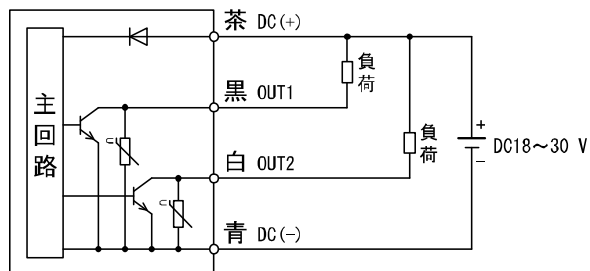 茶 DC(+)
負荷
黒 OUT1
主回路
負荷
+
DC18～30 V
−
白 OUT2
青 DC(−)